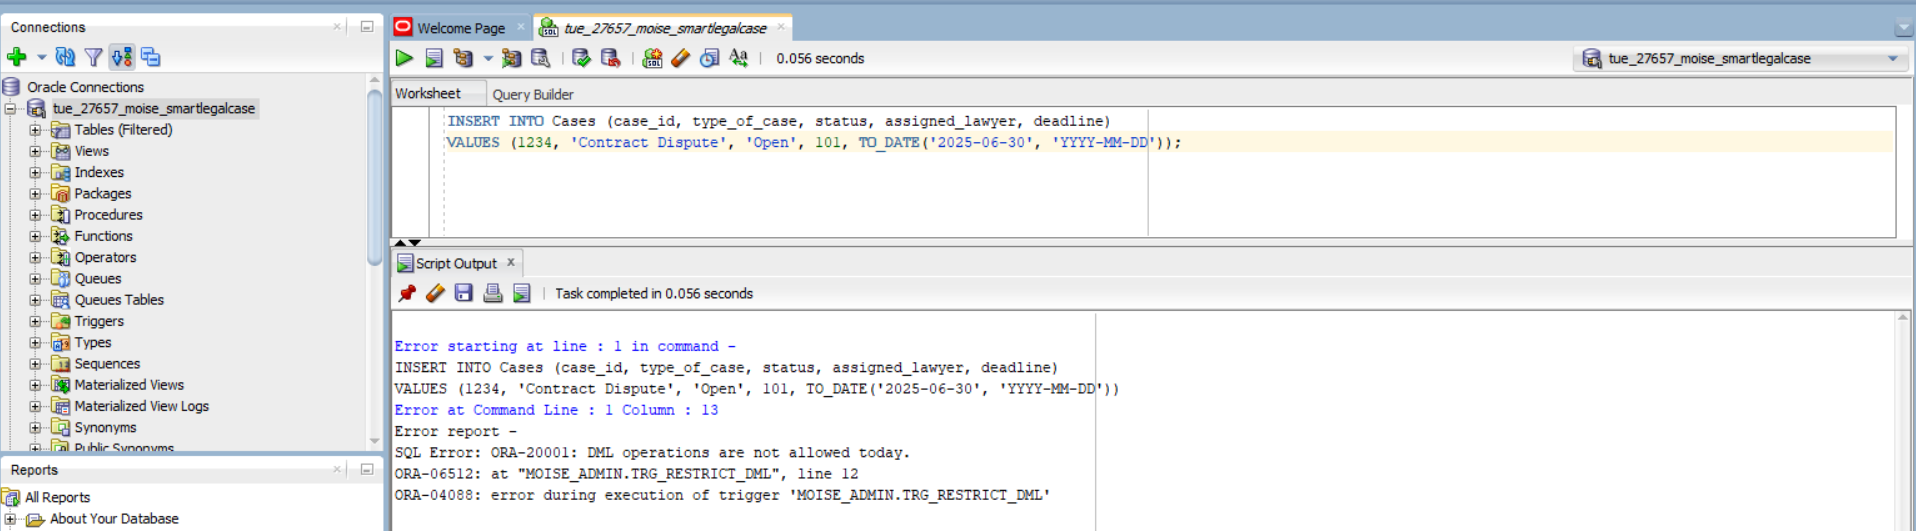 Connections
Oracle Connections
tue_27657_moise_smartlegalcase
Tables (Filtered)
Views
Indexes
Packages
Procedures
Functions
Operators
Queues
Queues Tables
Triggers
Types
Sequences
Materialized Views
Materialized View Logs
Synonyms
Public Synonyms
Reports
All Reports
About Your Database
Welcome Page
tue_27657_moise_smartlegalcase
0.056 seconds
tue_27657_moise_smartlegalcase
Worksheet
Query Builder
INSERT INTO Cases (case_id, type_of_case, status, assigned_lawyer, deadline)
VALUES (1234, 'Contract Dispute', 'Open', 101, TO_DATE('2025-06-30', 'YYYY-MM-DD'));
Script Output
Task completed in 0.056 seconds
Error starting at line : 1 in command -
INSERT INTO Cases (case_id, type_of_case, status, assigned_lawyer, deadline)
VALUES (1234, 'Contract Dispute', 'Open', 101, TO_DATE('2025-06-30', 'YYYY-MM-DD'))
Error at Command Line : 1 Column : 13
Error report -
SQL Error: ORA-20001: DML operations are not allowed today.
ORA-06512: at "MOISE_ADMIN.TRG_RESTRICT_DML", line 12
ORA-04088: error during execution of trigger 'MOISE_ADMIN.TRG_RESTRICT_DML'